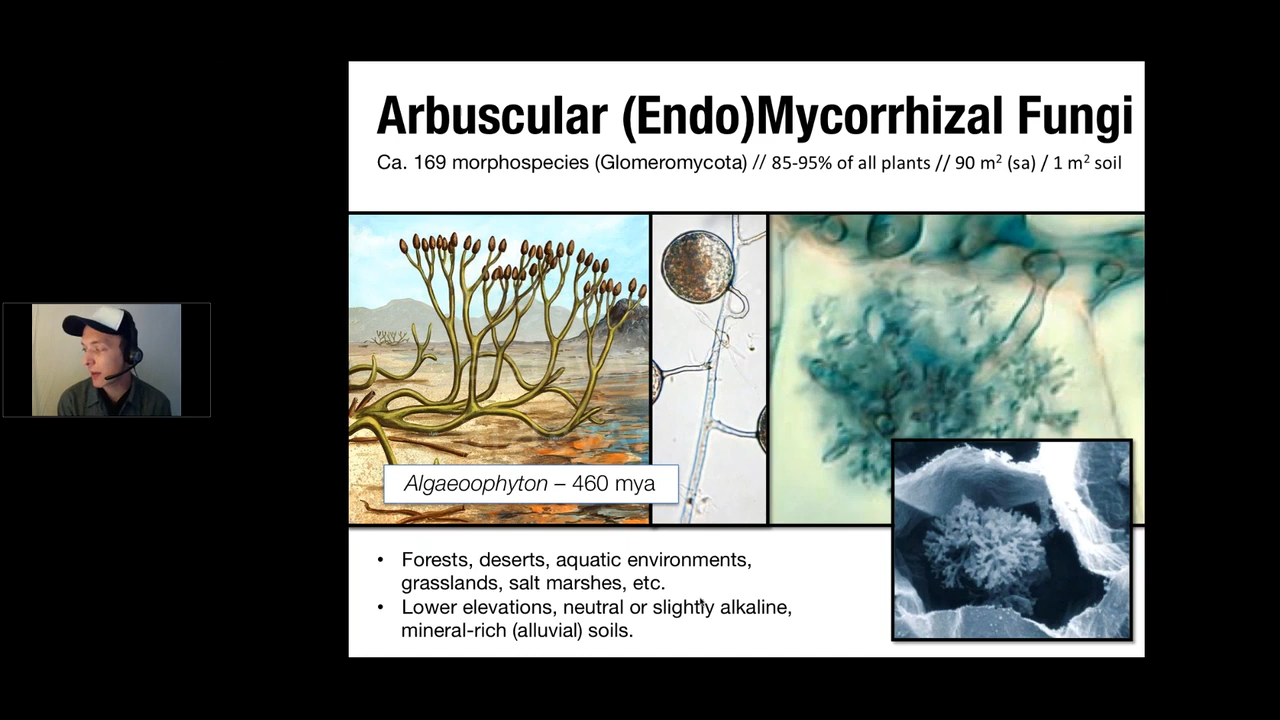 Arbuscular (Endo)Mycorrhizal Fungi
Ca. 169 morphospecies (Glomeromycota) // 85-95% of all plants // 90 m² (sa) / 1 m² soil
Algaeoophyton – 460 mya
• Forests, deserts, aquatic environments,
grasslands, salt marshes, etc.
• Lower elevations, neutral or slightly alkaline,
mineral-rich (alluvial) soils.